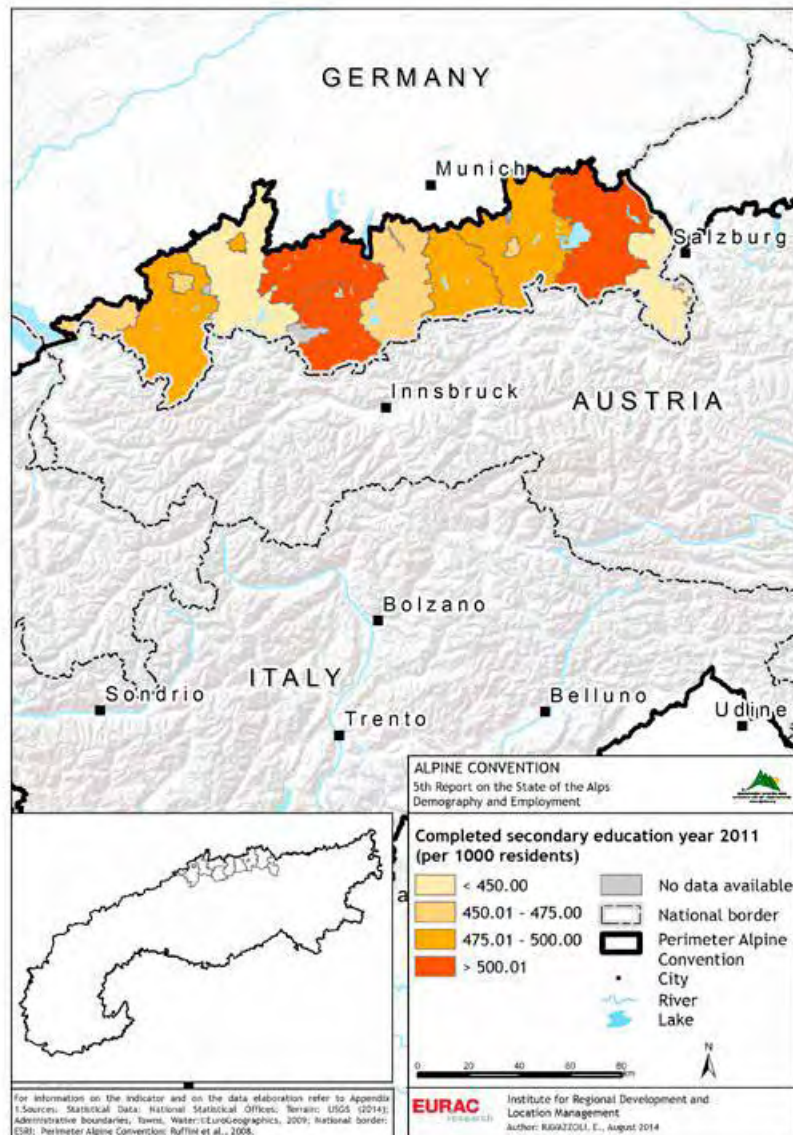 GERMANY
Munich
Salzburg
Innsbruck
AUSTRIA
Bolzano
ITALY
Sondrio
Belluno
Trento
Udine
ALPINE CONVENTION
5th Report on the State of the Alps
Demography and Employment
Completed secondary education year 2011
(per 1000 residents)
< 450.00
450.01 - 475.00
475.01 - 500.00
> 500.01
No data available
National border
Perimeter Alpine
Convention
City
River
Lake
N
0 20 40 60 80
km
For information on the indicator and on the data elaboration refer to Appendix
1.Sources: Statistical Data: National Statistical Offices; Terrain: USGS (2014);
Administrative Boundaries, Towns, Water:©EuroGeographics, 2009; National border:
ESRI; Perimeter Alpine Convention: Ruffini et al., 2008.
EURAC
research
Institute for Regional Development and
Location Management
Author: RAVAZZOLI, E., August 2014